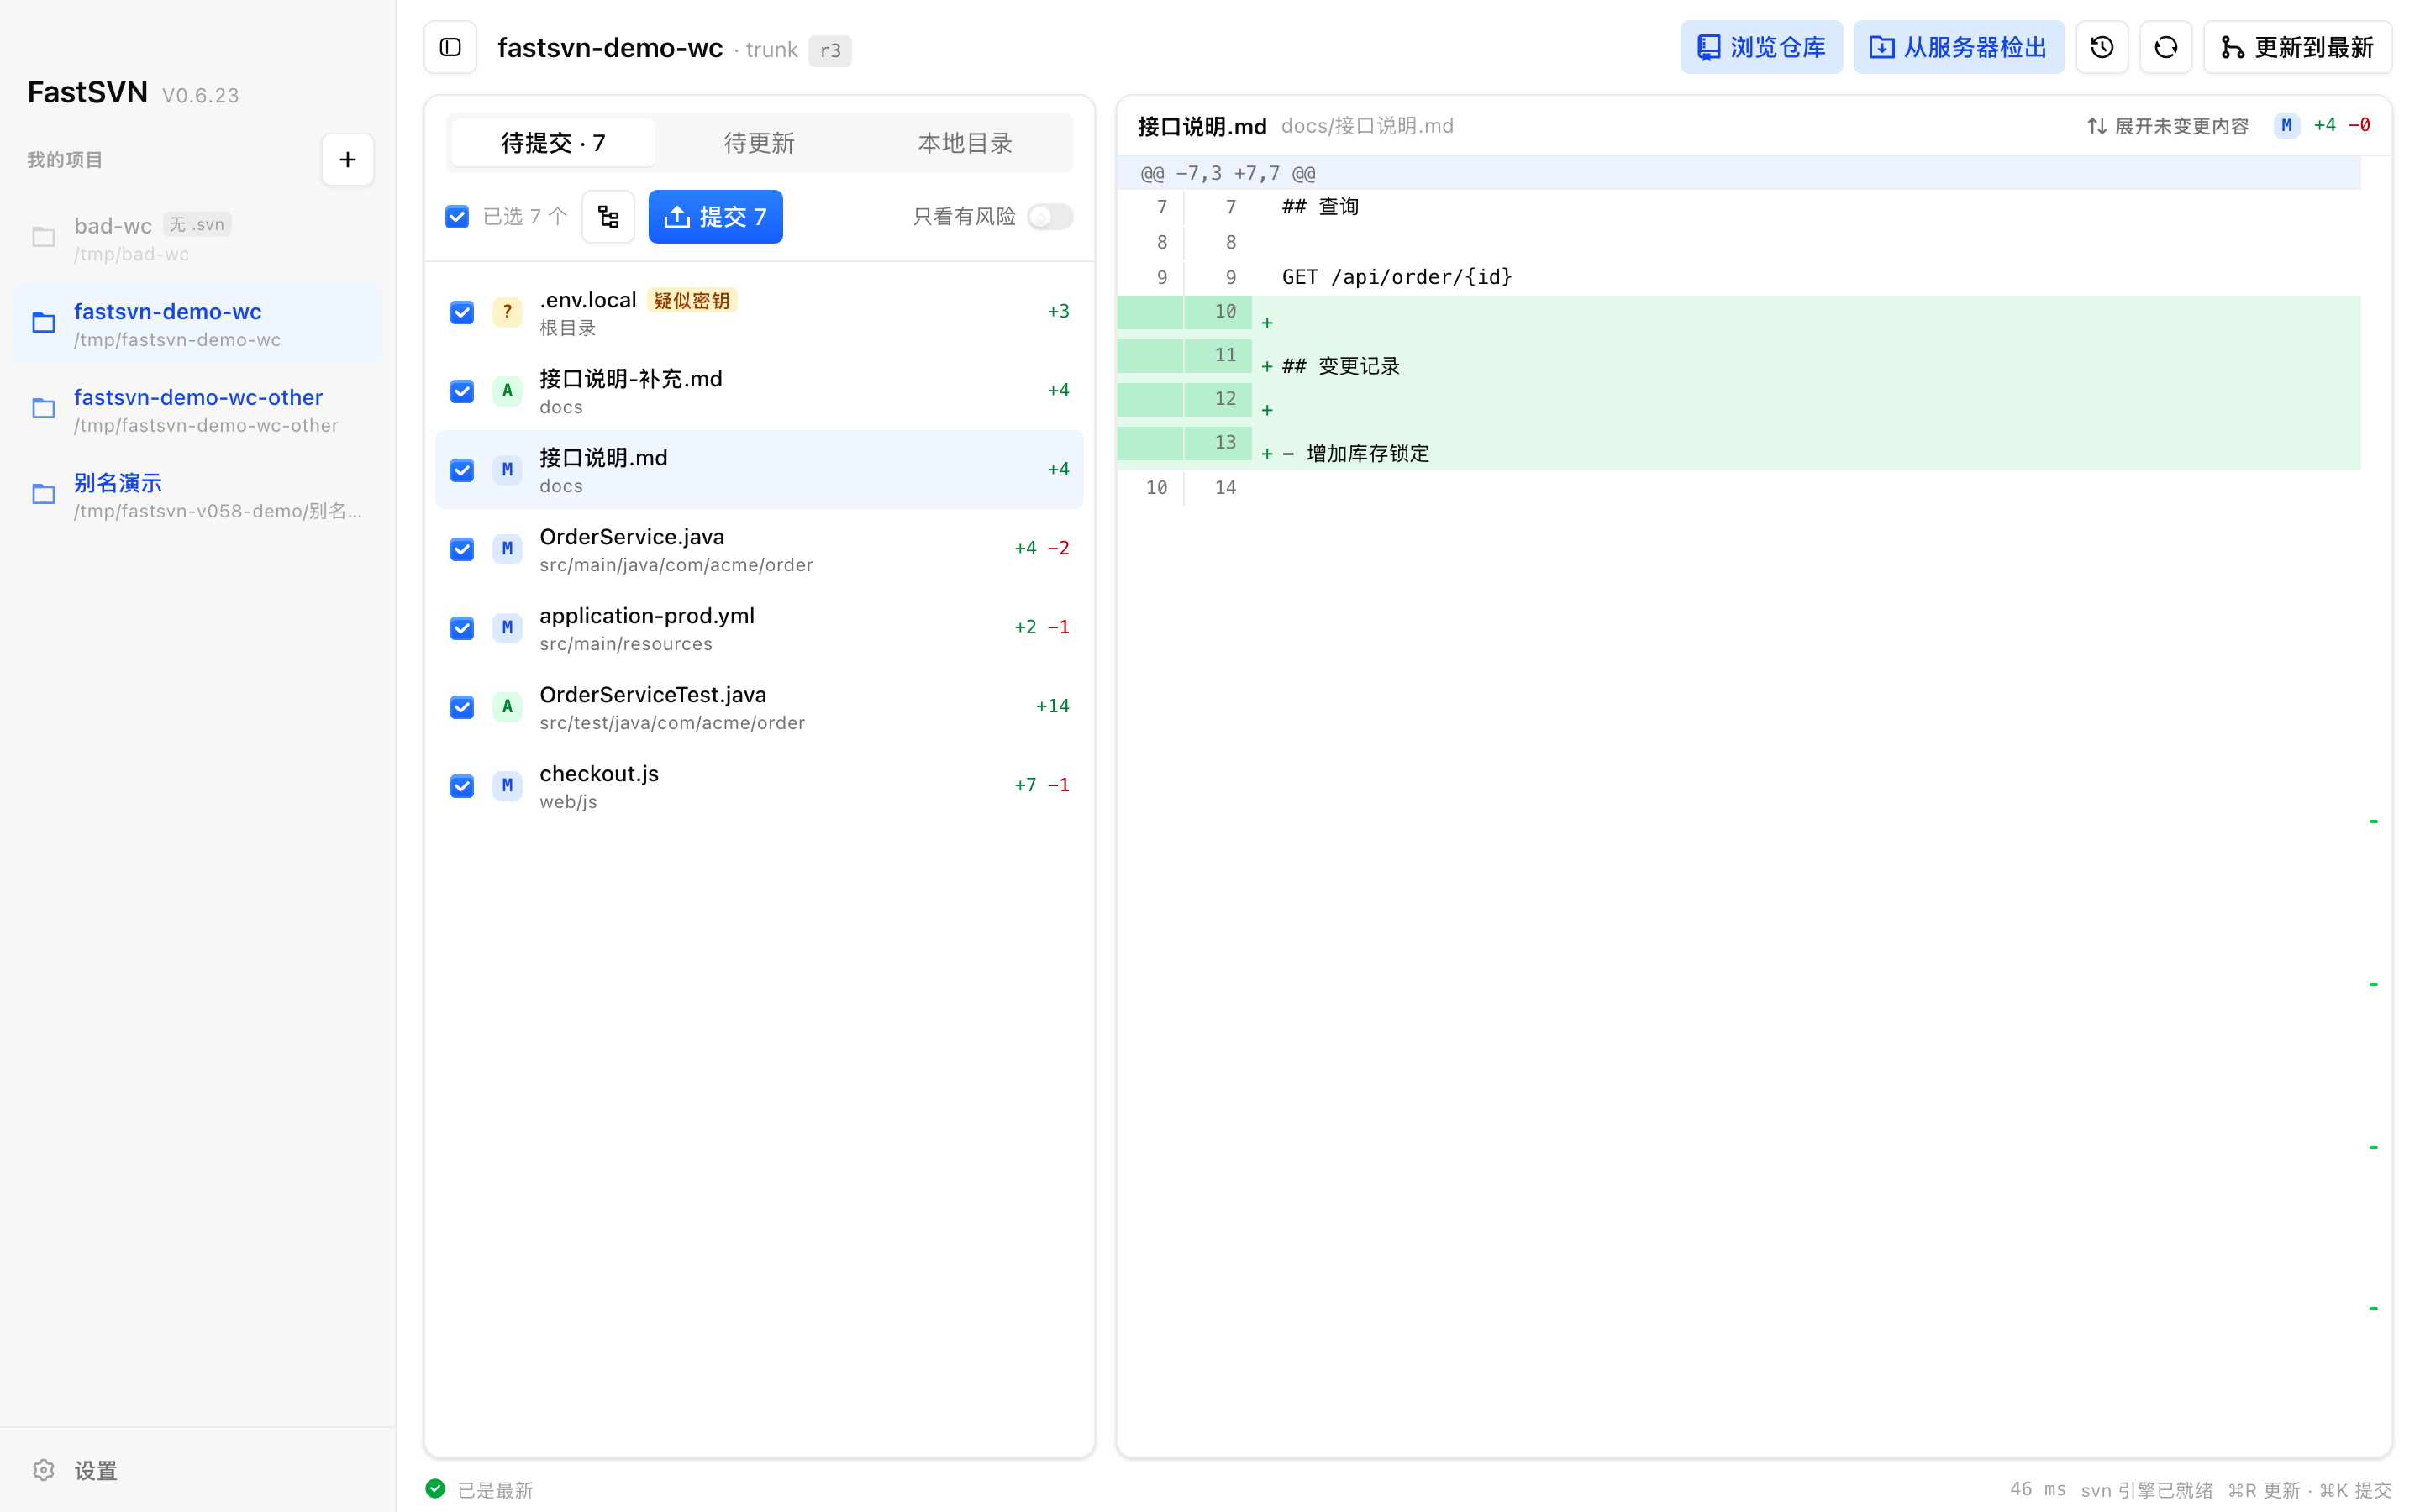 FastSVN V0.6.23
我的项目
bad-wc 无 .svn
/tmp/bad-wc
fastsvn-demo-wc
/tmp/fastsvn-demo-wc
fastsvn-demo-wc-other
/tmp/fastsvn-demo-wc-other
别名演示
/tmp/fastsvn-v058-demo/别名...
设置
fastsvn-demo-wc · trunk r3
浏览仓库
从服务器检出
更新到最新
待提交 · 7
待更新
本地目录
已选 7 个
提交 7
只看有风险
? .env.local 疑似密钥 +3
根目录
A 接口说明-补充.md +4
docs
M 接口说明.md +4
docs
M OrderService.java +4 −2
src/main/java/com/acme/order
M application-prod.yml +2 −1
src/main/resources
A OrderServiceTest.java +14
src/test/java/com/acme/order
M checkout.js +7 −1
web/js
接口说明.md docs/接口说明.md 展开未变更内容 M +4 −0
@@ −7,3 +7,7 @@
7 7 ## 查询
8 8
9 9 GET /api/order/{id}
10 +
11 + ## 变更记录
12 +
13 + − 增加库存锁定
10 14
已是最新
46 ms svn 引擎已就绪 ⌘R 更新 · ⌘K 提交